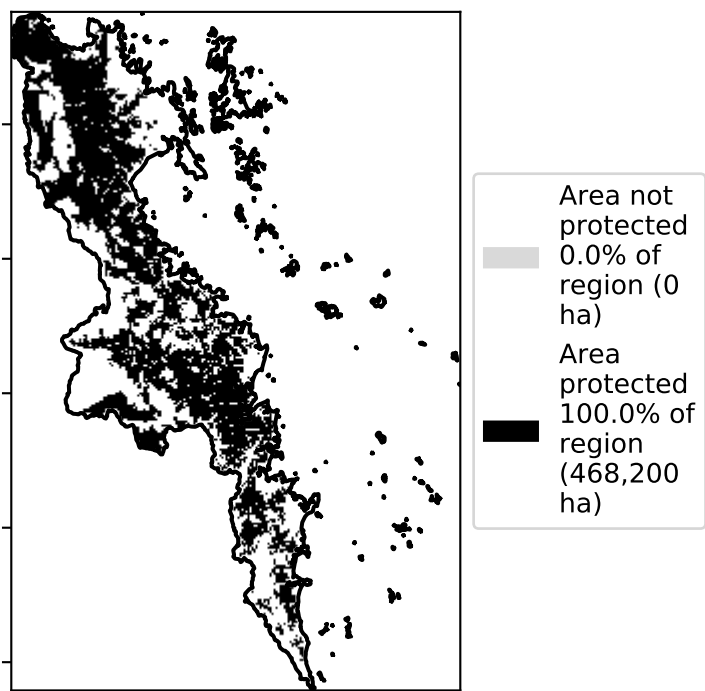 Area not
protected
0.0% of
region (0
ha)
Area
protected
100.0% of
region
(468,200
ha)